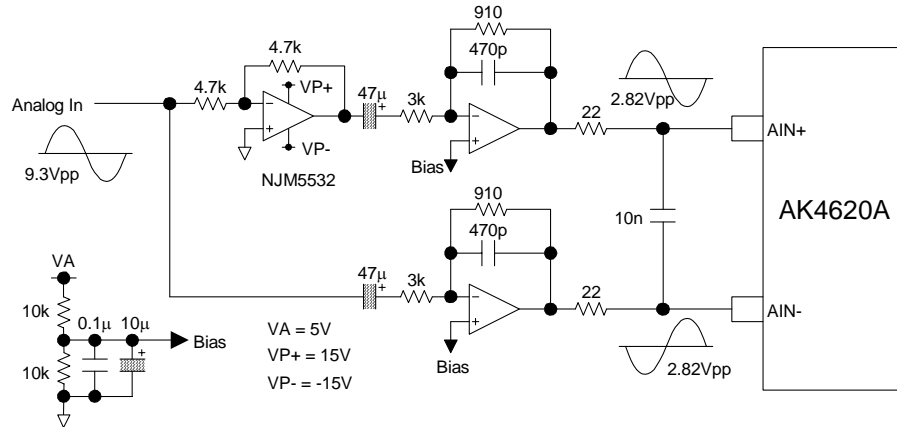 910
4.7k
470p
4.7k
47µ
+
VP+
3k
2.82Vpp
22
Analog In
−
+
−
+
AIN+
VP-
Bias
9.3Vpp
NJM5532
910
10n
AK4620A
470p
VA
47µ
+
3k
22
10k
−
+
AIN-
0.1µ
10µ
Bias
VA = 5V
+
Bias
10k
VP+ = 15V
2.82Vpp
VP- = -15V